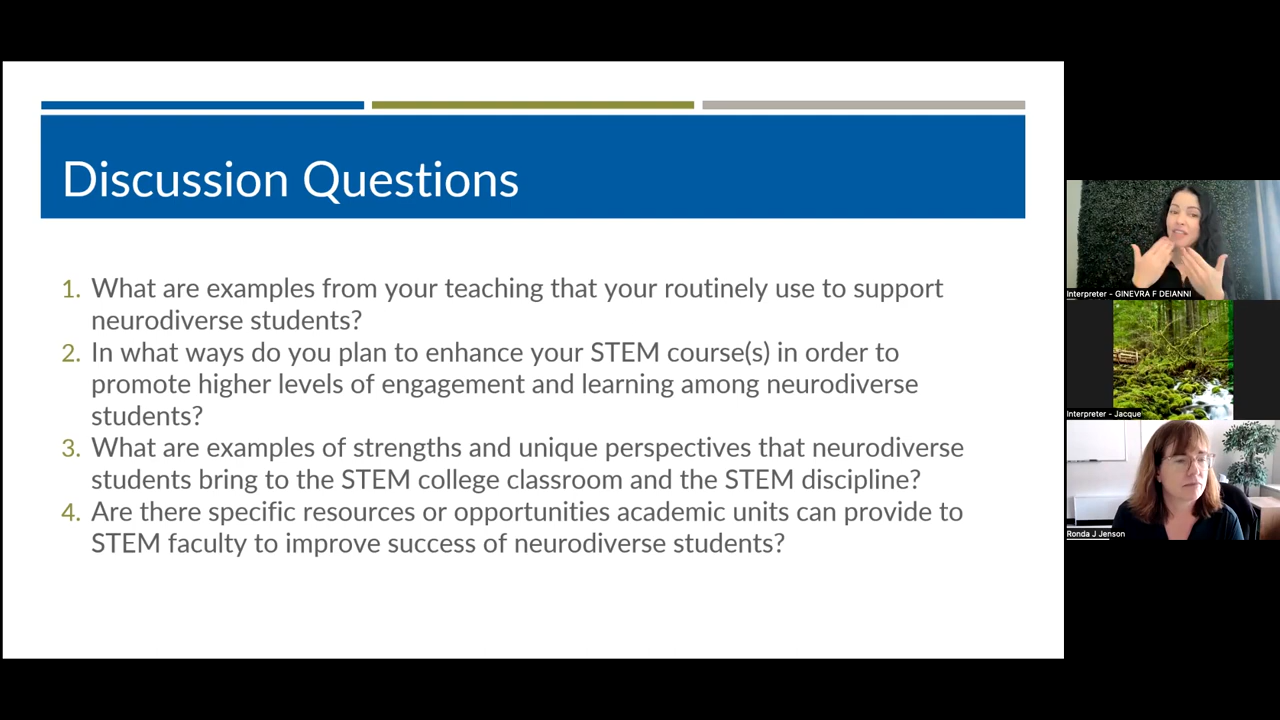 Discussion Questions
1. What are examples from your teaching that your routinely use to support
neurodiverse students?
2. In what ways do you plan to enhance your STEM course(s) in order to
promote higher levels of engagement and learning among neurodiverse
students?
3. What are examples of strengths and unique perspectives that neurodiverse
students bring to the STEM college classroom and the STEM discipline?
4. Are there specific resources or opportunities academic units can provide to
STEM faculty to improve success of neurodiverse students?
Interpreter - GINEVRA F DEIANNI
Interpreter - Jacque
Ronda J Jenson